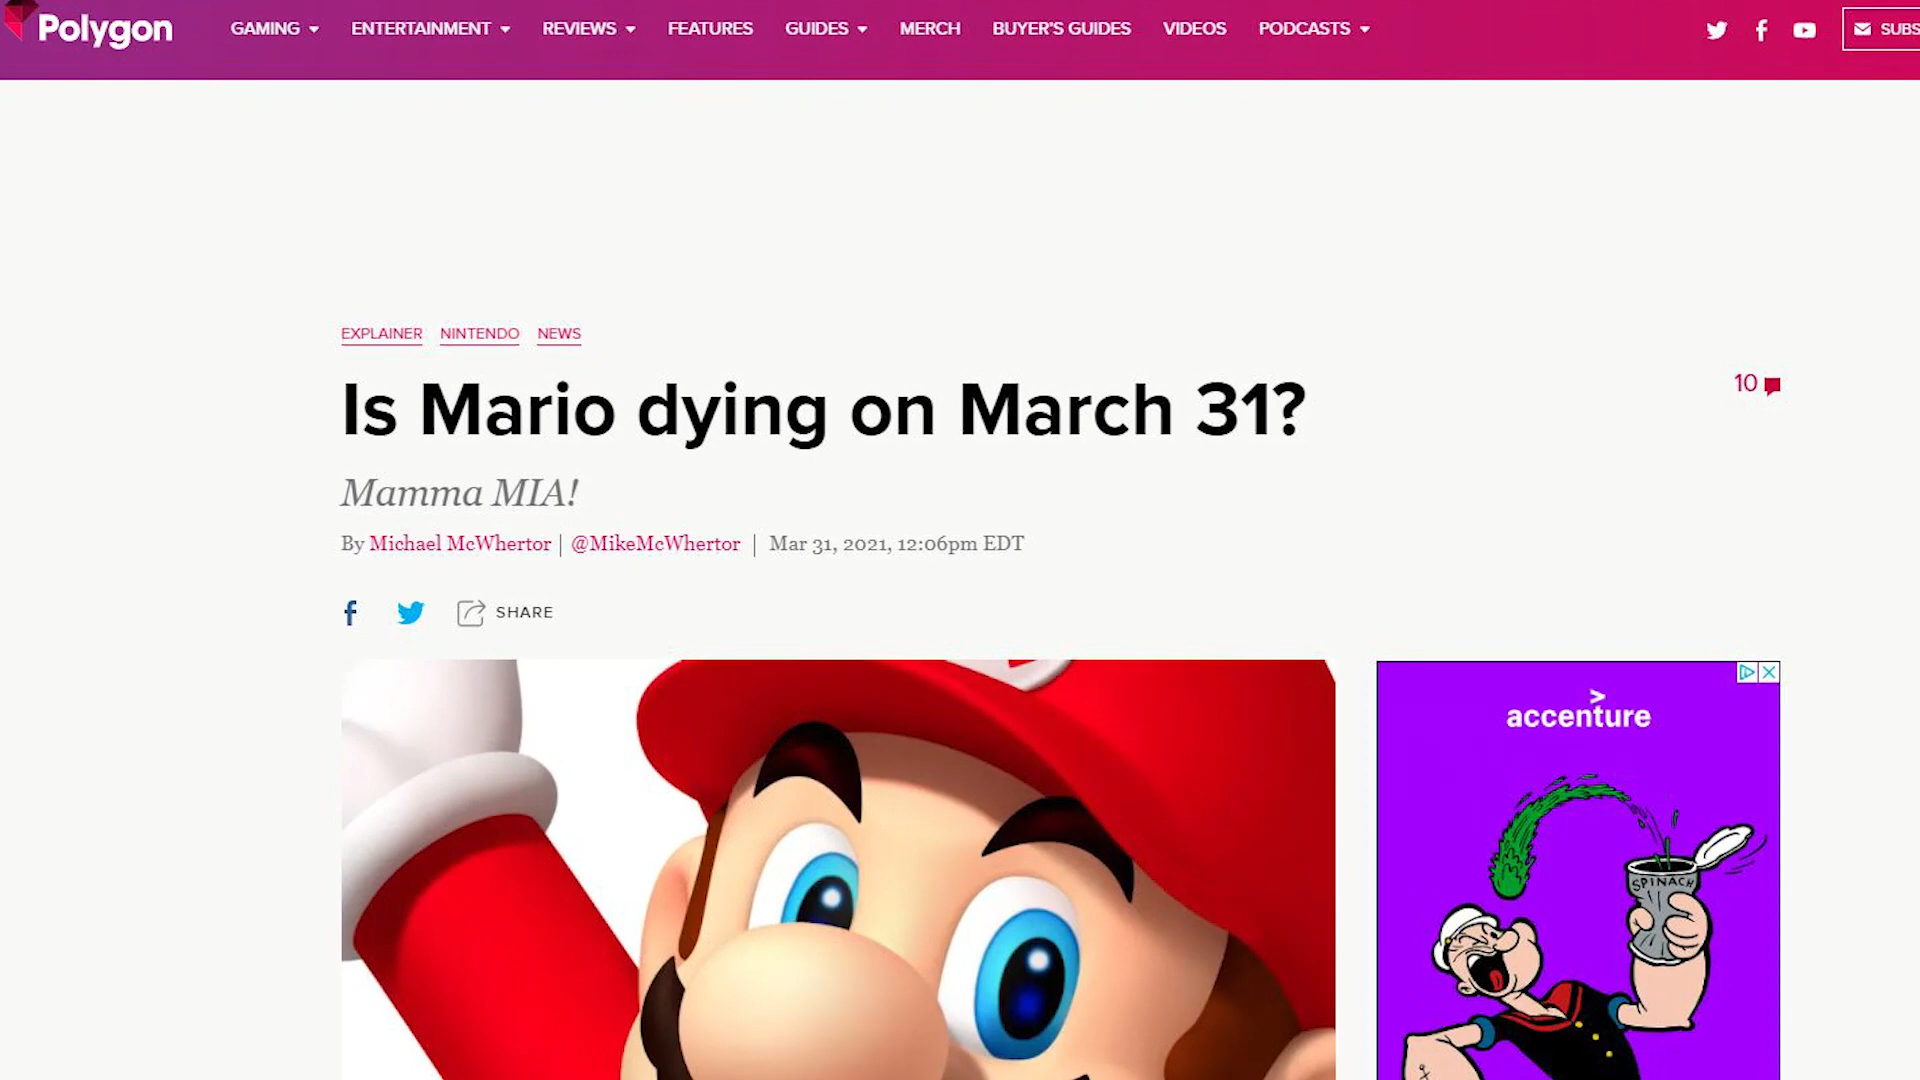 Polygon
GAMING ENTERTAINMENT REVIEWS FEATURES GUIDES MERCH BUYER'S GUIDES VIDEOS PODCASTS
SUBS
EXPLAINER NINTENDO NEWS
Is Mario dying on March 31?
10
Mamma MIA!
By Michael McWhertor | @MikeMcWhertor | Mar 31, 2021, 12:06pm EDT
SHARE
accenture
SPINACH